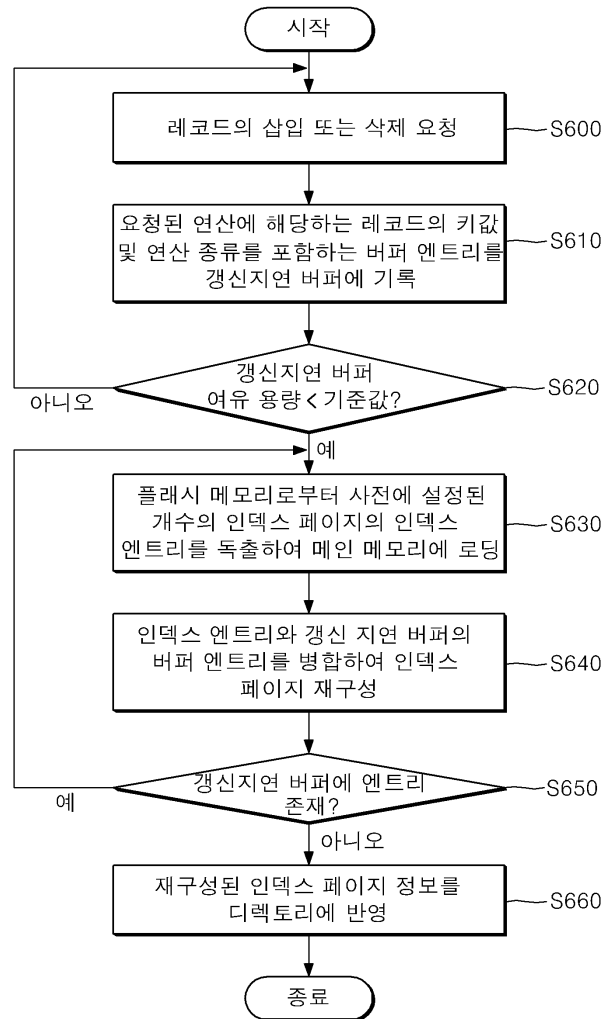 시작
레코드의 삽입 또는 삭제 요청
S600
요청된 연산에 해당하는 레코드의 키값
및 연산 종류를 포함하는 버퍼 엔트리를
갱신지연 버퍼에 기록
S610
갱신지연 버퍼
여유 용량<기준값?
S620
아니오
예
플래시 메모리로부터 사전에 설정된
개수의 인덱스 페이지의 인덱스
엔트리를 독출하여 메인 메모리에 로딩
S630
인덱스 엔트리와 갱신 지연 버퍼의
버퍼 엔트리를 병합하여 인덱스
페이지 재구성
S640
갱신지연 버퍼에 엔트리
존재?
S650
예
아니오
재구성된 인덱스 페이지 정보를
디렉토리에 반영
S660
종료